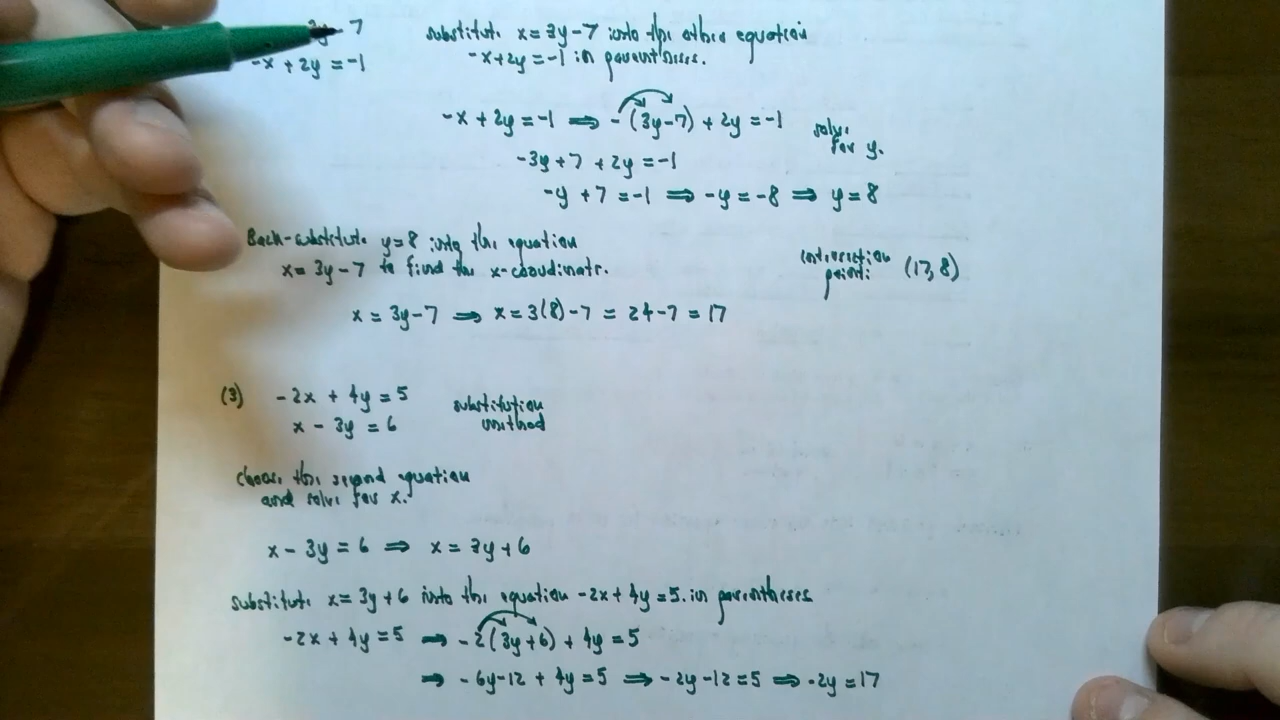 3y - 7
-x + 2y = -1
substitute x = 3y - 7 into the other equation
-x + 2y = -1 in parentheses.
-x + 2y = -1 ⟹ -(3y - 7) + 2y = -1
solve
for y.
-3y + 7 + 2y = -1
-y + 7 = -1 ⟹ -y = -8 ⟹ y = 8
Back-substitute y = 8 into the equation
x = 3y - 7 to find the x-coordinate.
intersection
point: (17, 8)
x = 3y - 7 ⟹ x = 3(8) - 7 = 24 - 7 = 17
(3) -2x + 4y = 5
x - 3y = 6
substitution
method
choose the second equation
and solve for x.
x - 3y = 6 ⟹ x = 3y + 6
substitute x = 3y + 6 into the equation -2x + 4y = 5. in parentheses
-2x + 4y = 5 ⟹ -2(3y + 6) + 4y = 5
⟹ -6y - 12 + 4y = 5 ⟹ -2y - 12 = 5 ⟹ -2y = 17